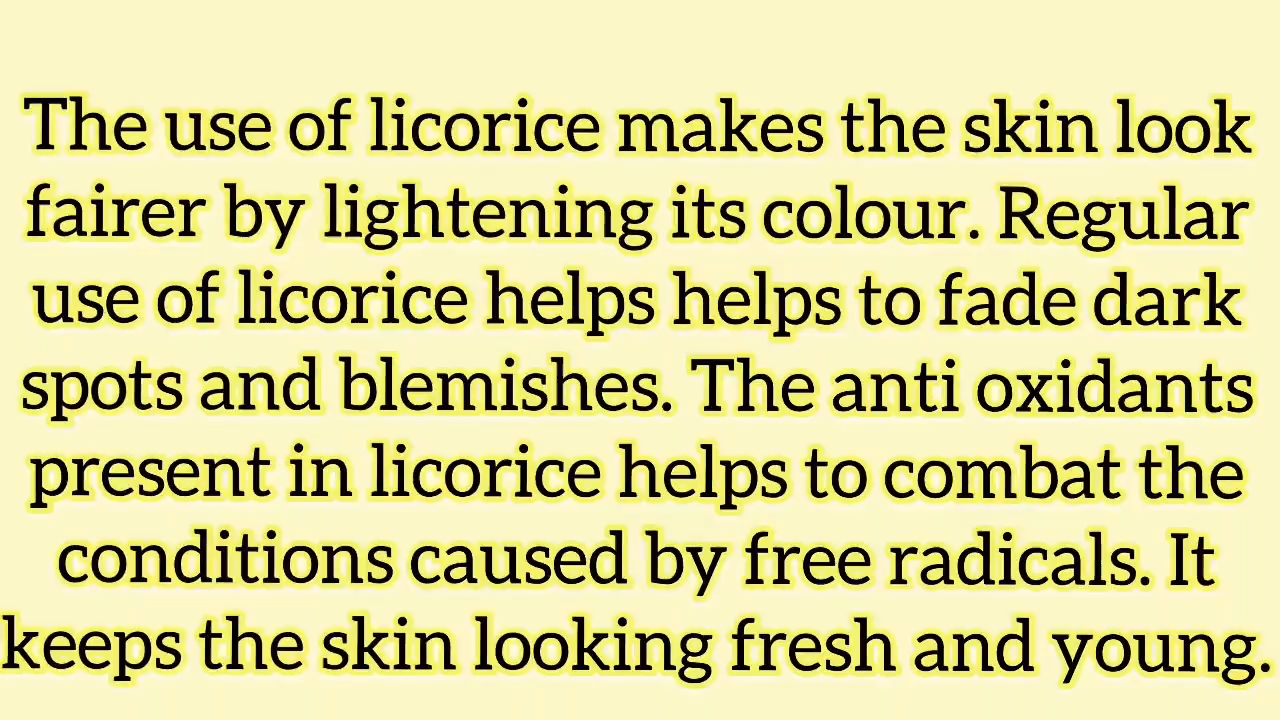 The use of licorice makes the skin look
fairer by lightening its colour. Regular
use of licorice helps helps to fade dark
spots and blemishes. The anti oxidants
present in licorice helps to combat the
conditions caused by free radicals. It
keeps the skin looking fresh and young.